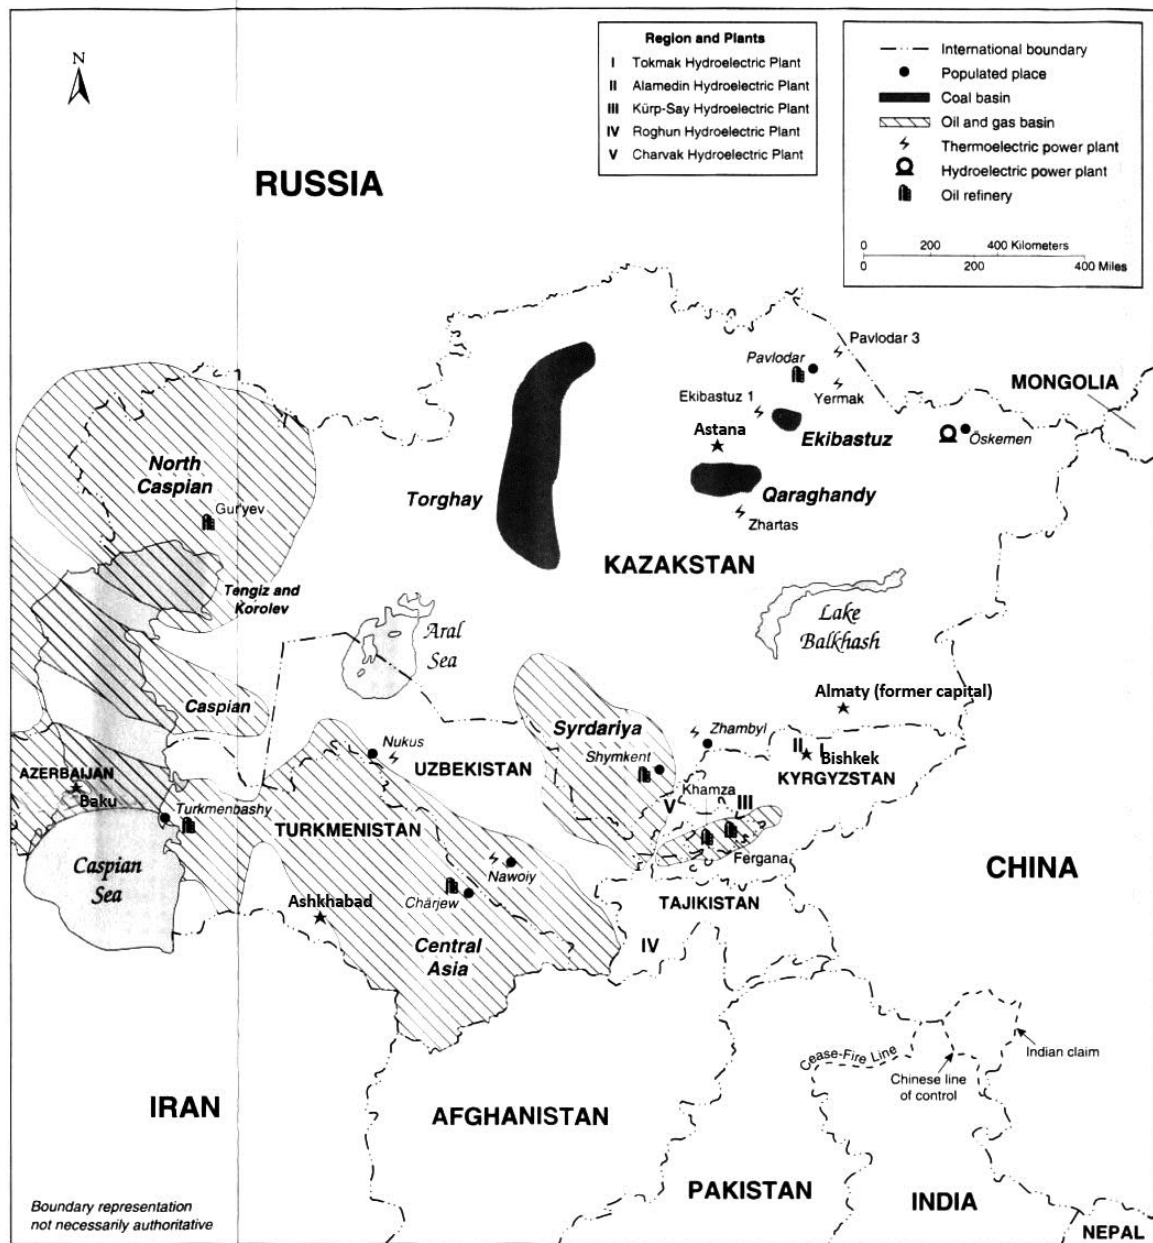 N
Region and Plants
I Tokmak Hydroelectric Plant
II Alamedin Hydroelectric Plant
III Kürp-Say Hydroelectric Plant
IV Roghun Hydroelectric Plant
V Charvak Hydroelectric Plant
International boundary
Populated place
Coal basin
Oil and gas basin
Thermoelectric power plant
Hydroelectric power plant
Oil refinery
0 200 400 Kilometers
0 200 400 Miles
RUSSIA
Pavlodar 3
Pavlodar
MONGOLIA
Yermak
Ekibastuz 1
Astana
Ekibastuz
Öskemen
North
Caspian
Torghay
Qaraghandy
Gur'yev
Zhartas
KAZAKSTAN
Tengiz and
Korolev
Aral
Sea
Lake
Balkhash
Caspian
Almaty (former capital)
Syrdariya
Zhambyl
Nukus
II I
Bishkek
Shymkent
UZBEKISTAN
AZERBAIJAN
KYRGYZSTAN
Khamza
Baku
V
III
Turkmenbashy
TURKMENISTAN
Fergana
Caspian
Sea
Nawoiy
CHINA
Chärjew
Ashkhabad
TAJIKISTAN
Central
Asia
IV
Cease-Fire Line
Indian claim
Chinese line
of control
IRAN
AFGHANISTAN
PAKISTAN
INDIA
Boundary representation
not necessarily authoritative
NEPAL